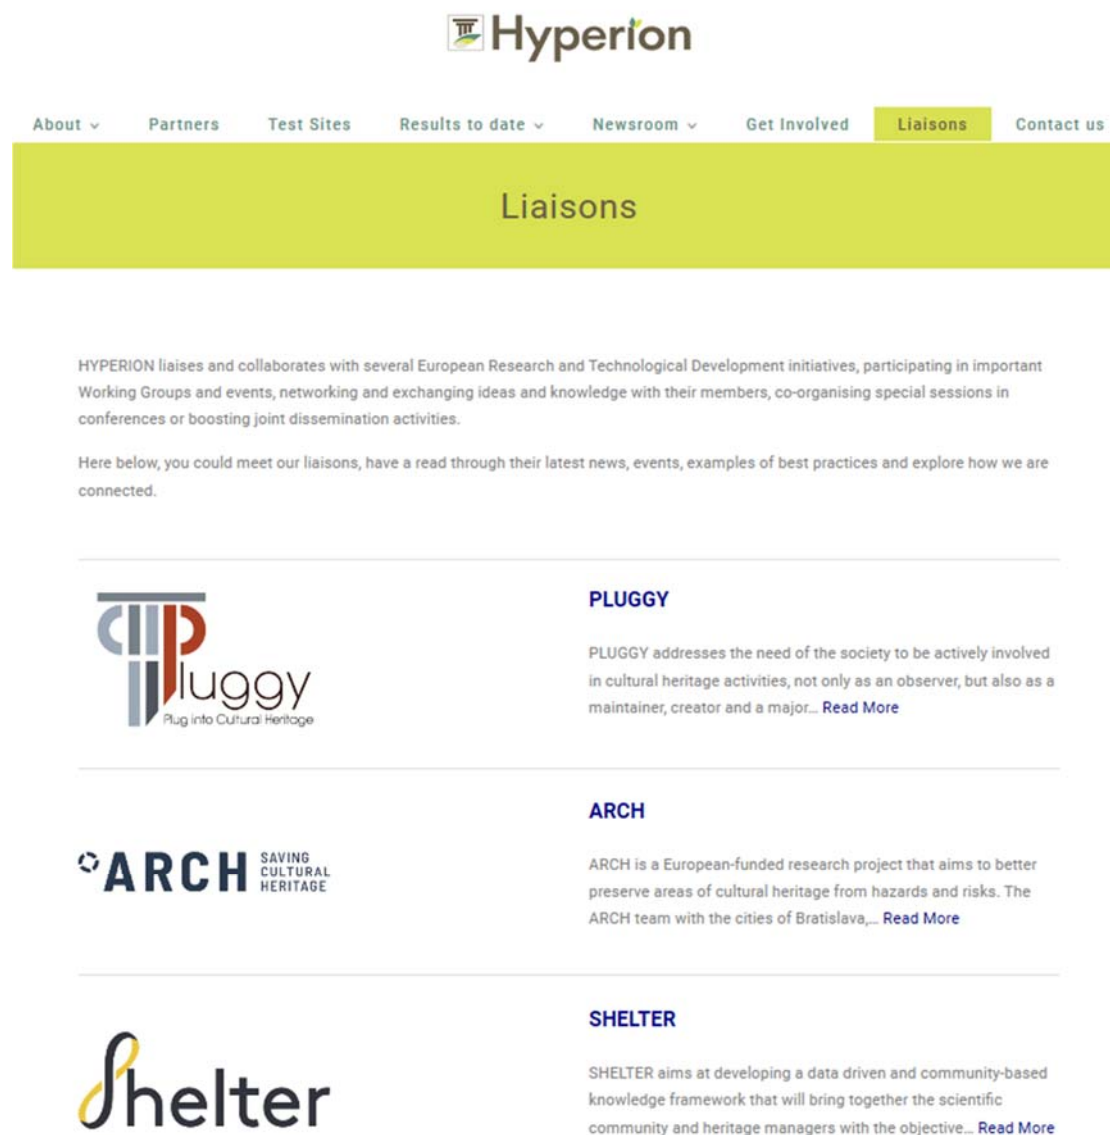 Hyperion
About Partners Test Sites Results to date Newsroom Get Involved Liaisons Contact us
Liaisons
HYPERION liaises and collaborates with several European Research and Technological Development initiatives, participating in important
Working Groups and events, networking and exchanging ideas and knowledge with their members, co-organising special sessions in
conferences or boosting joint dissemination activities.
Here below, you could meet our liaisons, have a read through their latest news, events, examples of best practices and explore how we are
connected.
Pluggy
Plug into Cultural Heritage
PLUGGY
PLUGGY addresses the need of the society to be actively involved
in cultural heritage activities, not only as an observer, but also as a
maintainer, creator and a major... Read More
ARCH
SAVING
CULTURAL
HERITAGE
ARCH
ARCH is a European-funded research project that aims to better
preserve areas of cultural heritage from hazards and risks. The
ARCH team with the cities of Bratislava,... Read More
Shelter
SHELTER
SHELTER aims at developing a data driven and community-based
knowledge framework that will bring together the scientific
community and heritage managers with the objective... Read More